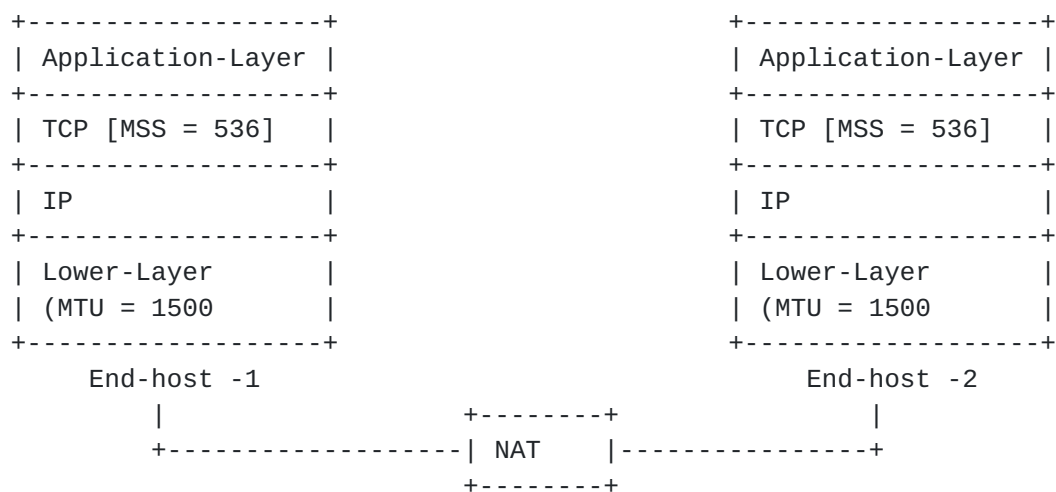 +-------------------+ +-------------------+
| Application-Layer | | Application-Layer |
+-------------------+ +-------------------+
| TCP [MSS = 536] | | TCP [MSS = 536] |
+-------------------+ +-------------------+
| IP | | IP |
+-------------------+ +-------------------+
| Lower-Layer | | Lower-Layer |
| (MTU = 1500 | | (MTU = 1500 |
+-------------------+ +-------------------+
End-host -1 End-host -2
| +--------+ |
+-------------------| NAT |----------------+
+--------+